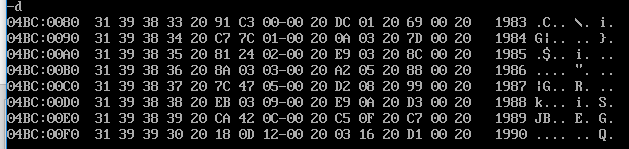 -d
04BC:0080  31 39 38 33 20 91 C3 00-00 20 DC 01 20 69 00 20   1983 .C.. \. i.
04BC:0090  31 39 38 34 20 C7 7C 01-00 20 0A 03 20 7D 00 20   1984 G|.. .. }.
04BC:00A0  31 39 38 35 20 81 24 02-00 20 E9 03 20 8C 00 20   1985 .$.. i. ..
04BC:00B0  31 39 38 36 20 8A 03 03-00 20 A2 05 20 88 00 20   1986 .... ". ..
04BC:00C0  31 39 38 37 20 7C 47 05-00 20 D2 08 20 99 00 20   1987 |G.. R. ..
04BC:00D0  31 39 38 38 20 EB 03 09-00 20 E9 0A 20 D3 00 20   1988 k... i. S.
04BC:00E0  31 39 38 39 20 CA 42 0C-00 20 C5 0F 20 C7 00 20   1989 JB.. E. G.
04BC:00F0  31 39 39 30 20 18 0D 12-00 20 03 16 20 D1 00 20   1990 .... .. Q.